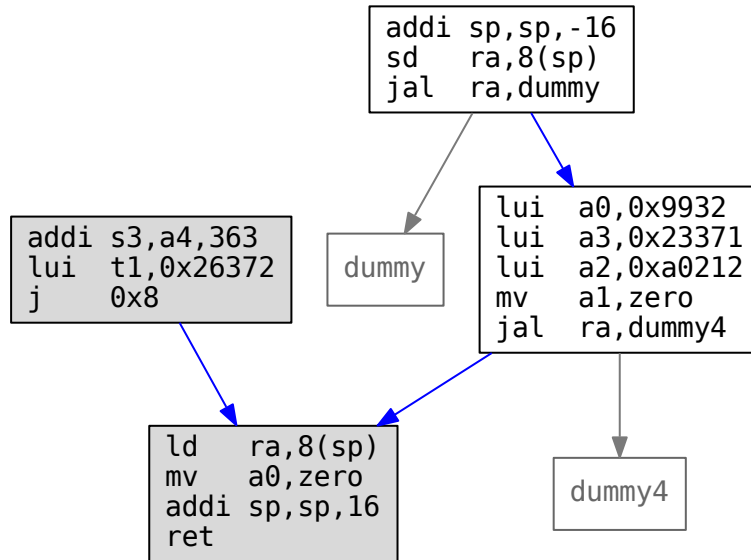 addi sp,sp,-16
sd   ra,8(sp)
jal  ra,dummy
lui  a0,0x9932
lui  a3,0x23371
lui  a2,0xa0212
mv   a1,zero
jal  ra,dummy4
addi s3,a4,363
lui  t1,0x26372
j    0x8
dummy
ld   ra,8(sp)
mv   a0,zero
addi sp,sp,16
ret
dummy4